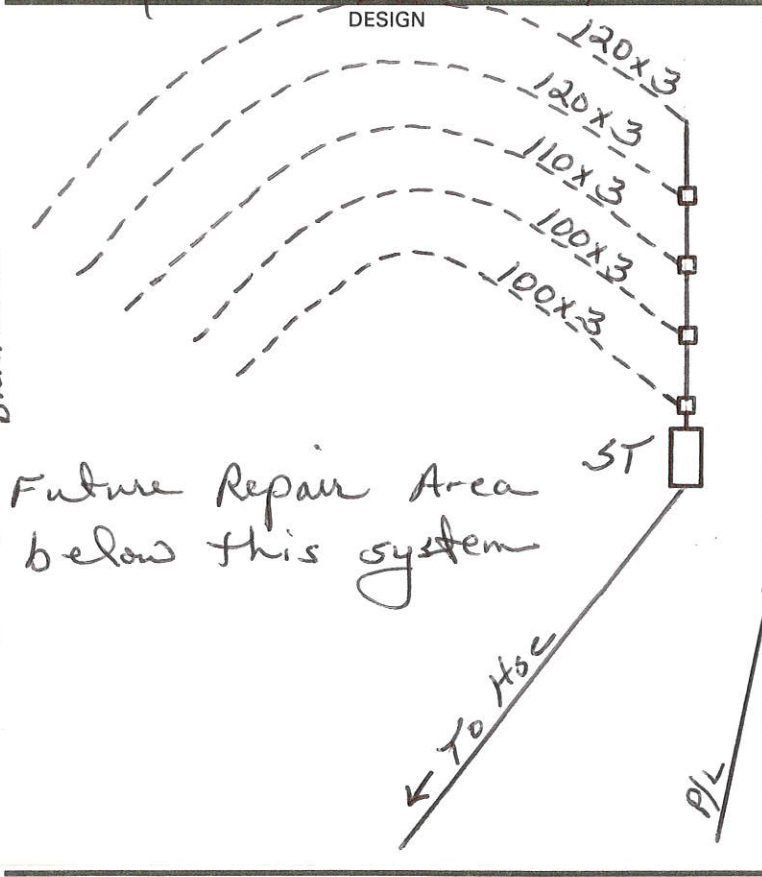 DESIGN
120x3
120x3
110x3
100x3
100x3
ST
Future Repair Area
below this system
To Hse
P/L